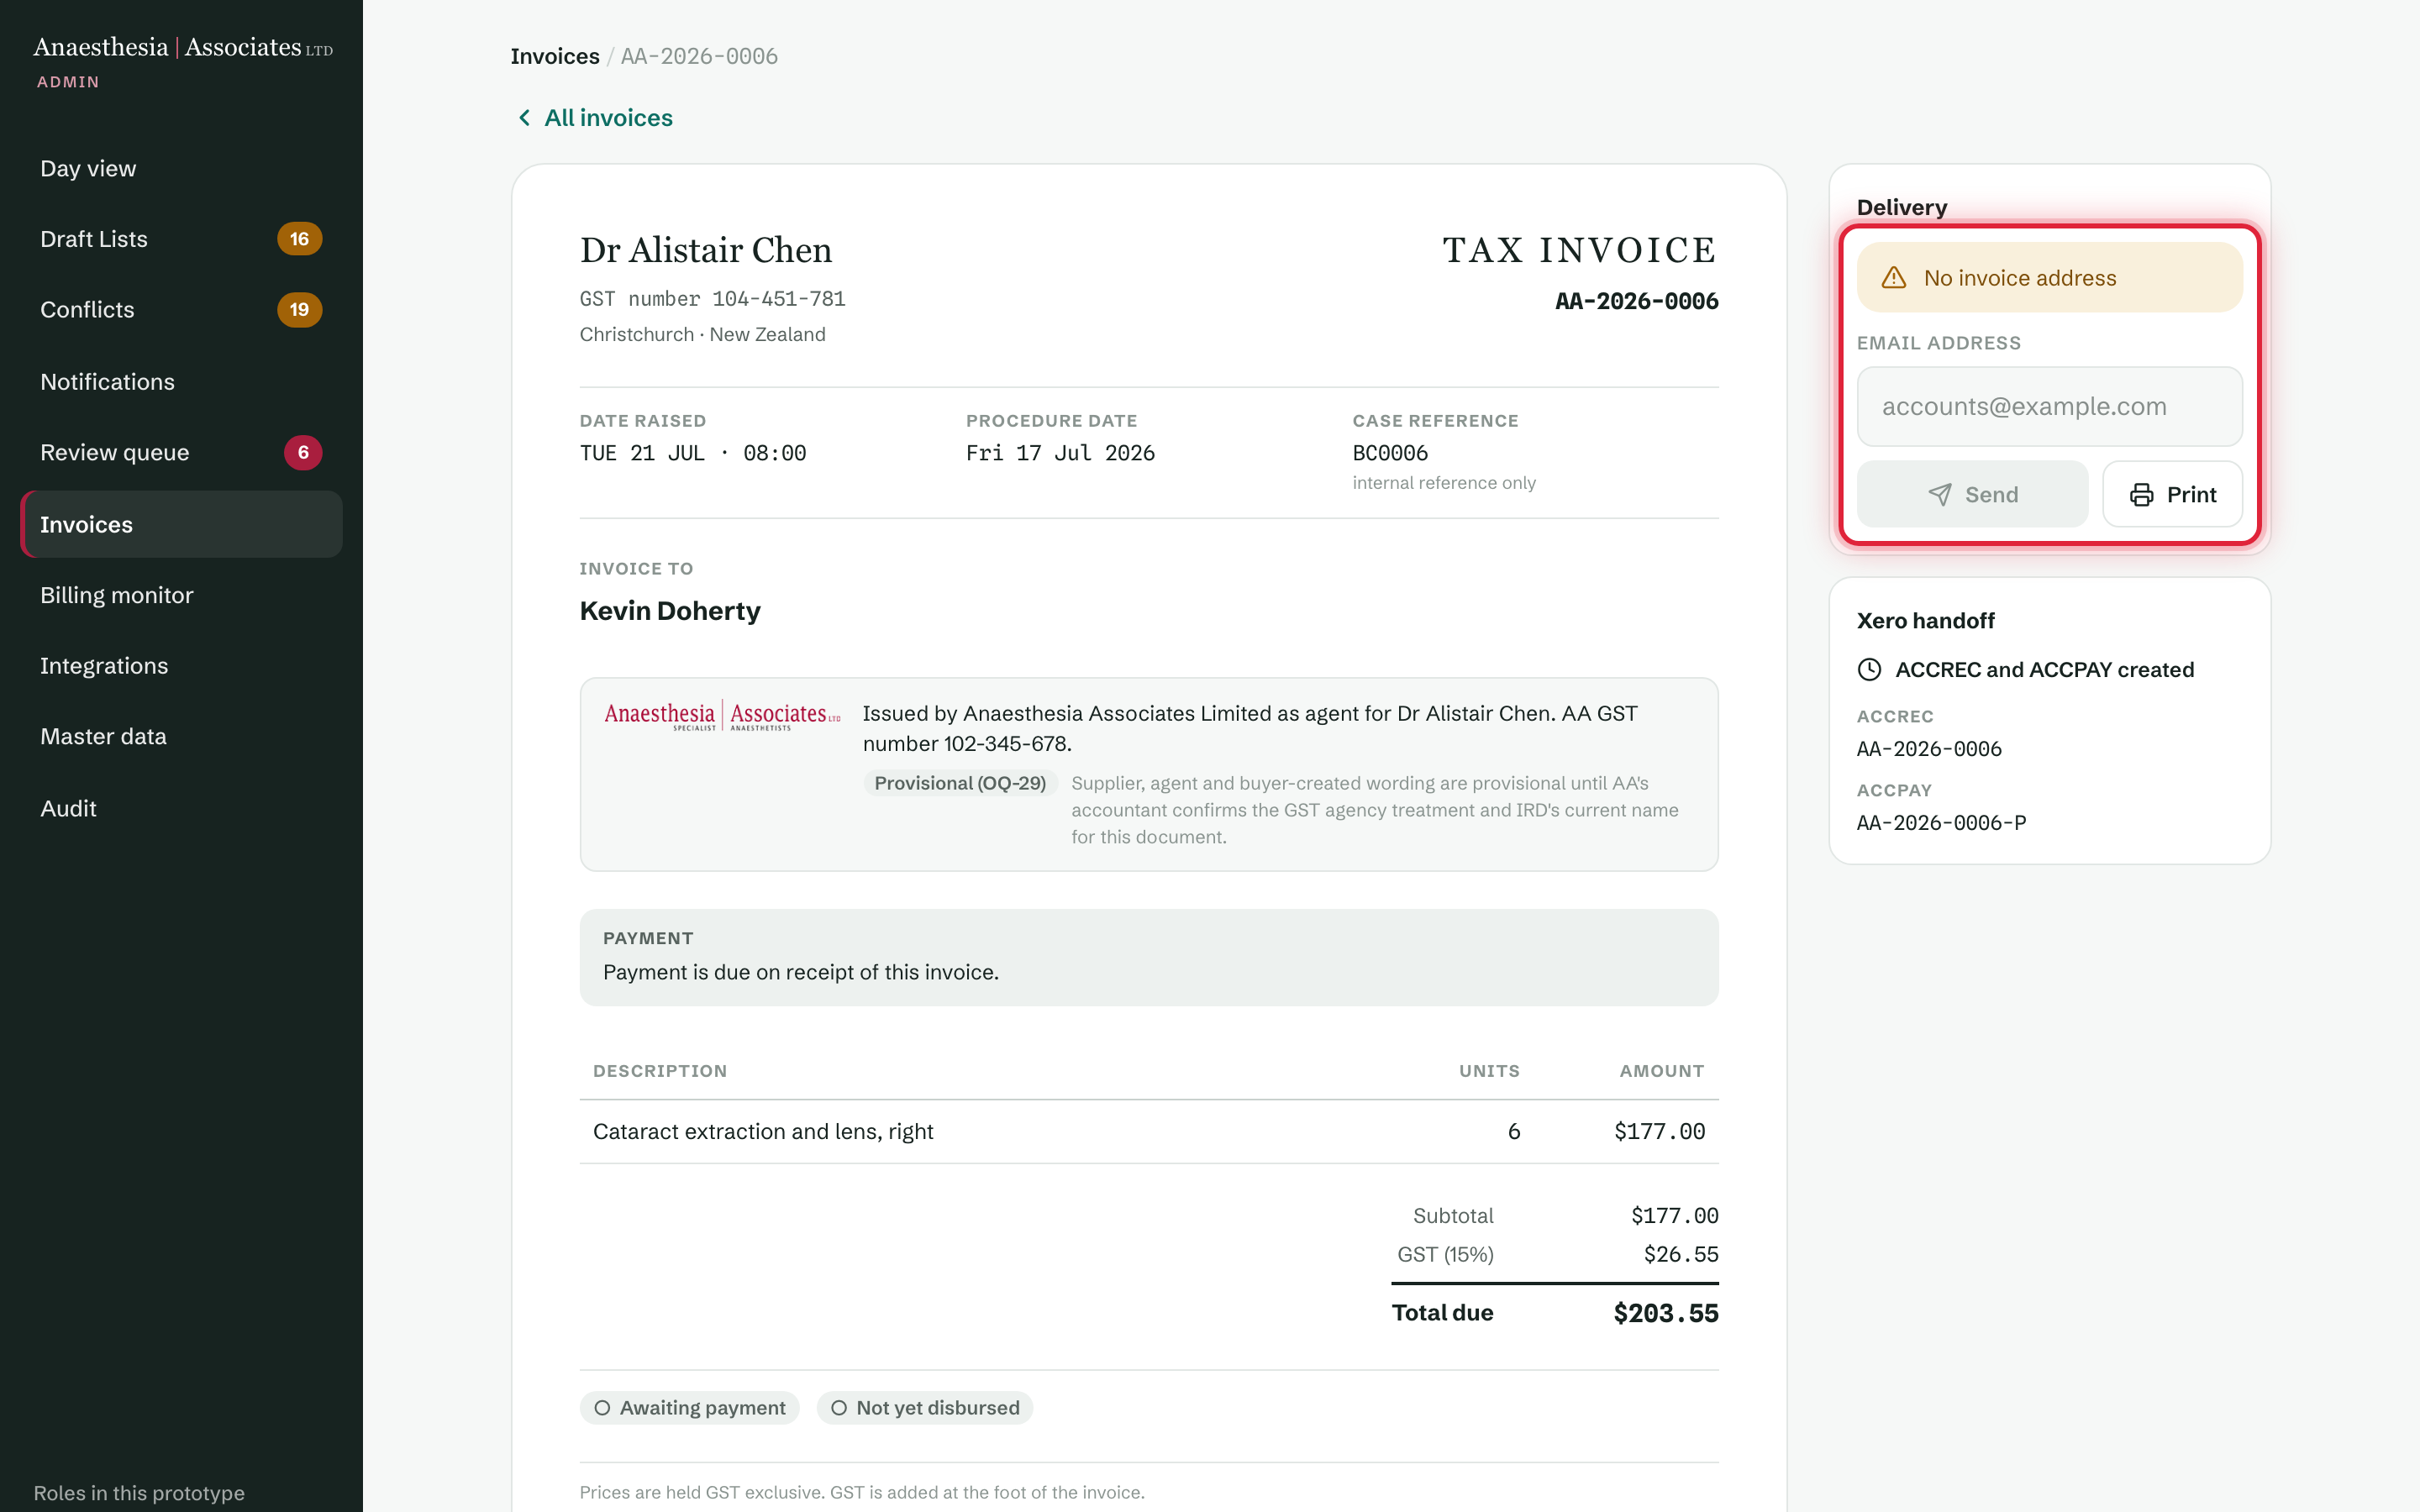 Anaesthesia | Associates LTD
ADMIN
Day view
Draft Lists 16
Conflicts 19
Notifications
Review queue 6
Invoices
Billing monitor
Integrations
Master data
Audit
Roles in this prototype
Invoices / AA-2026-0006
All invoices
Dr Alistair Chen
GST number 104-451-781
Christchurch · New Zealand
TAX INVOICE
AA-2026-0006
DATE RAISED
TUE 21 JUL · 08:00
PROCEDURE DATE
Fri 17 Jul 2026
CASE REFERENCE
BC0006
internal reference only
INVOICE TO
Kevin Doherty
Anaesthesia | Associates LTD
SPECIALIST ANAESTHETISTS
Issued by Anaesthesia Associates Limited as agent for Dr Alistair Chen. AA GST
number 102-345-678.
Provisional (OQ-29)
Supplier, agent and buyer-created wording are provisional until AA's
accountant confirms the GST agency treatment and IRD's current name
for this document.
PAYMENT
Payment is due on receipt of this invoice.
DESCRIPTION UNITS AMOUNT
Cataract extraction and lens, right 6 $177.00
Subtotal $177.00
GST (15%) $26.55
Total due $203.55
Awaiting payment
Not yet disbursed
Prices are held GST exclusive. GST is added at the foot of the invoice.
Delivery
No invoice address
EMAIL ADDRESS
accounts@example.com
Send
Print
Xero handoff
ACCREC and ACCPAY created
ACCREC
AA-2026-0006
ACCPAY
AA-2026-0006-P